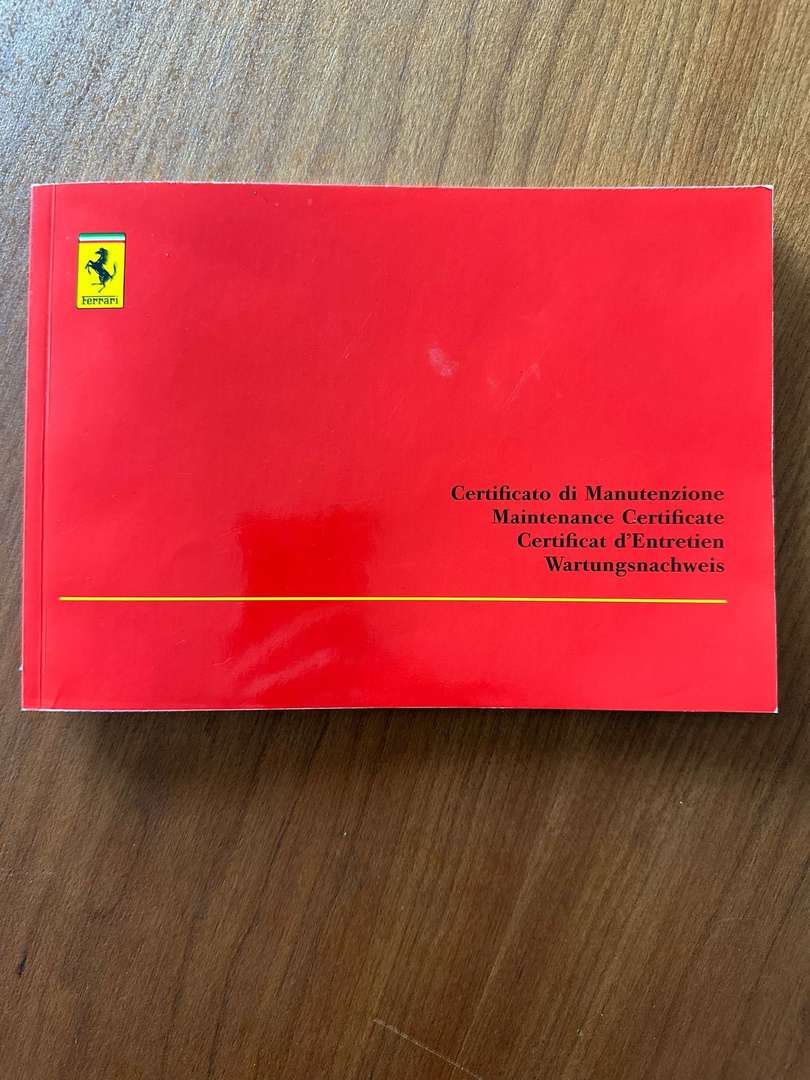 Ferrari
Certificato di Manutenzione
Maintenance Certificate
Certificat d'Entretien
Wartungsnachweis